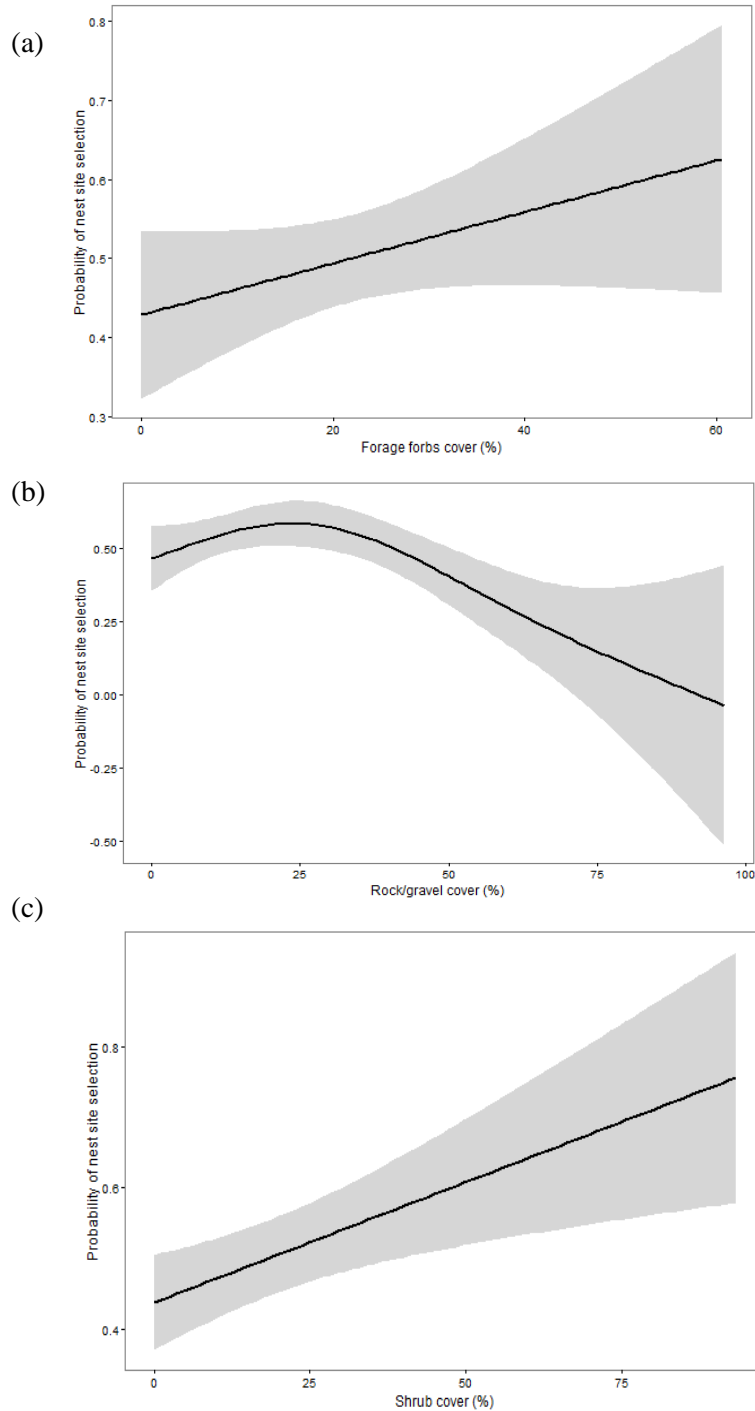 (a)
Probability of nest site selection
0.8
0.7
0.6
0.5
0.4
0.3
0 20 40 60
Forage forbs cover (%)
(b)
Probability of nest site selection
0.50
0.25
0.00
-0.25
-0.50
0 25 50 75 100
Rock/gravel cover (%)
(c)
Probability of nest site selection
0.8
0.6
0.4
0 25 50 75
Shrub cover (%)